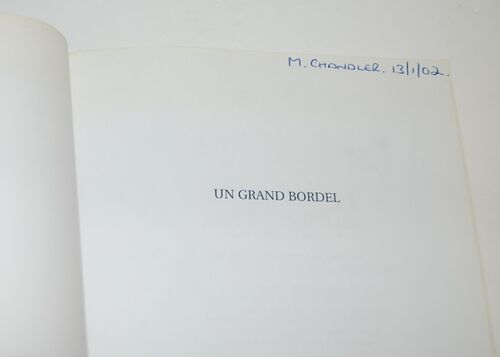 M. CHANDLER. 13/1/02.
UN GRAND BORDEL